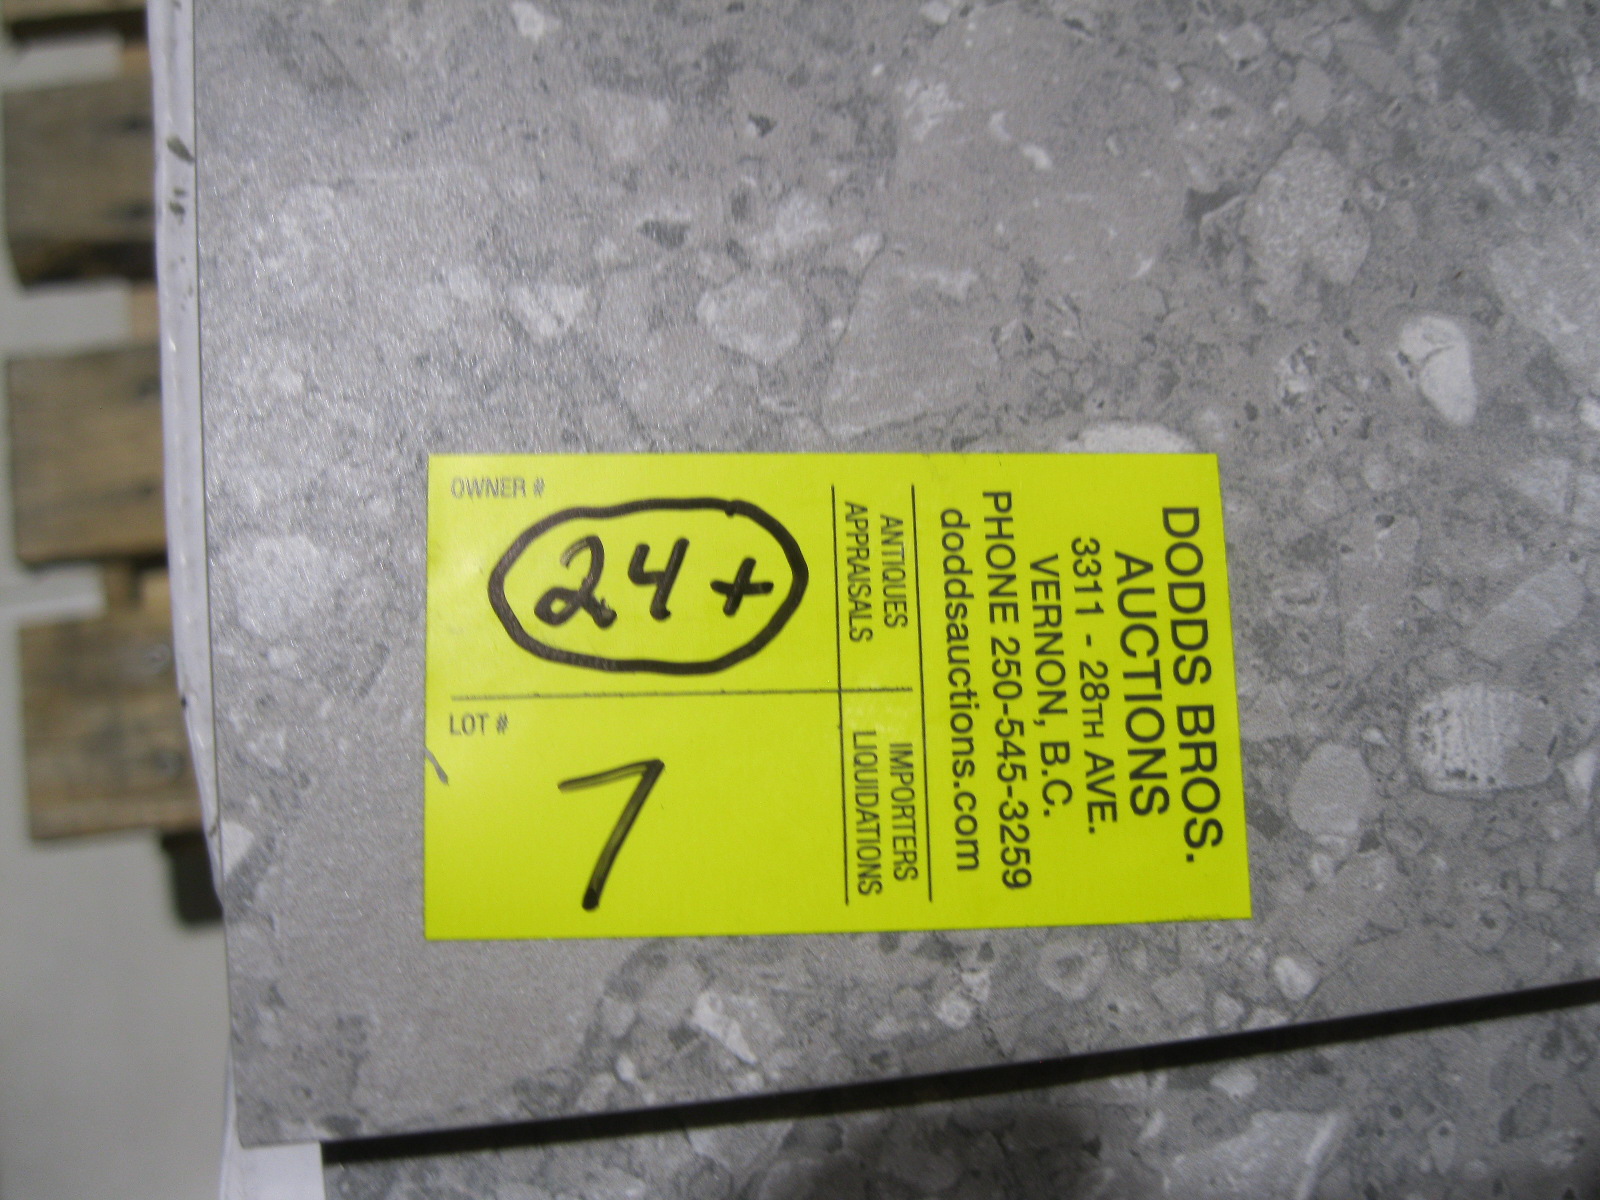 DODDS BROS.
AUCTIONS
3311 - 28TH AVE.
VERNON, B.C.
PHONE 250-545-3259
doddsauctions.com
ANTIQUES
APPRAISALS
IMPORTERS
LIQUIDATIONS
OWNER #
24+
LOT #
7